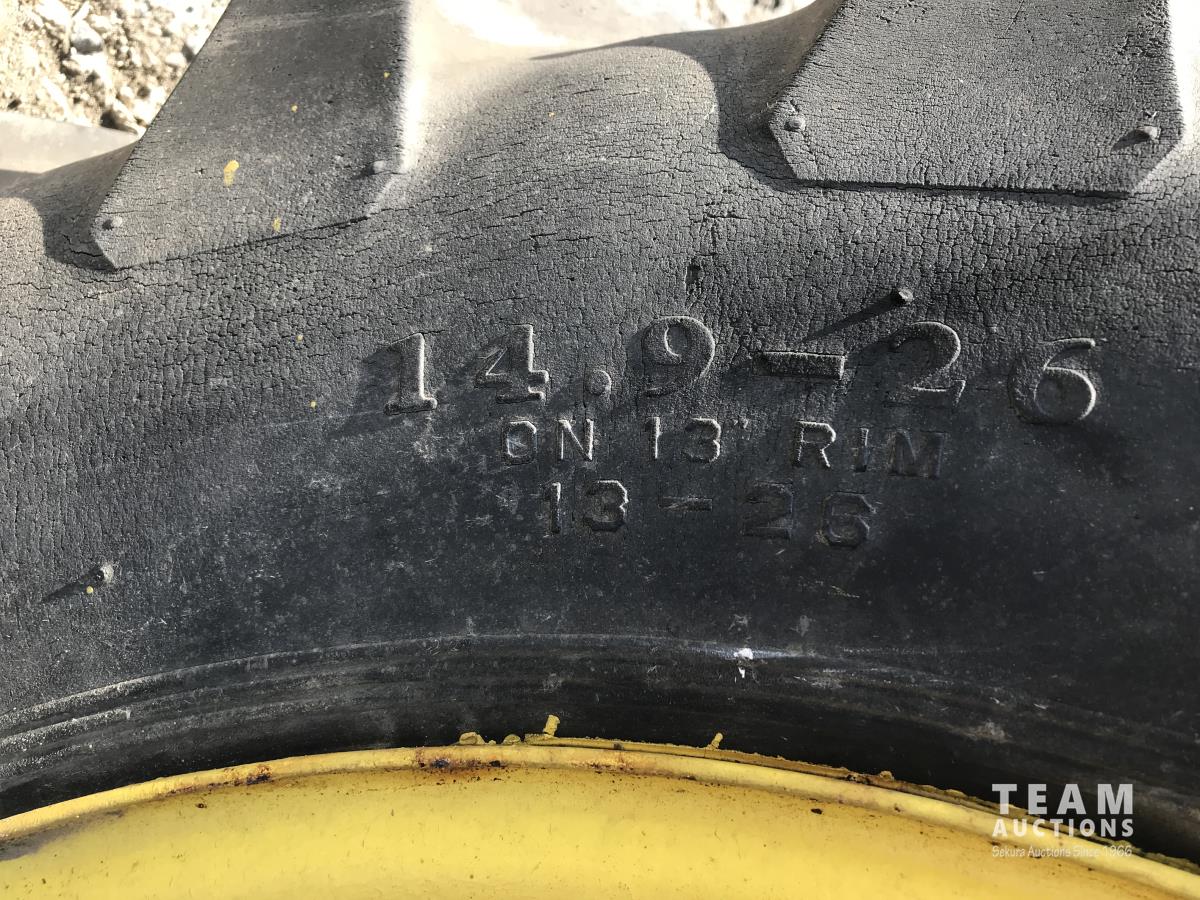 14.9-26
ON 13" RIM
13-26
TEAM
AUCTIONS
Sekura Auctions Since 1966